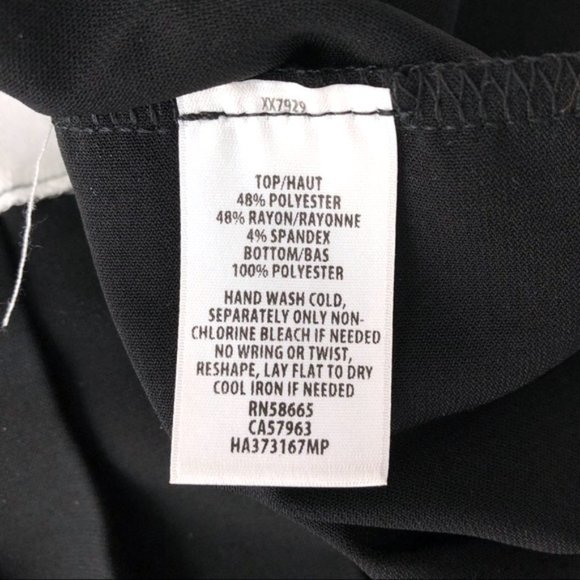 XX7929
TOP/HAUT
48% POLYESTER
48% RAYON/RAYONNE
4% SPANDEX
BOTTOM/BAS
100% POLYESTER
HAND WASH COLD,
SEPARATELY ONLY NON-
CHLORINE BLEACH IF NEEDED
NO WRING OR TWIST,
RESHAPE, LAY FLAT TO DRY
COOL IRON IF NEEDED
RN58665
CA57963
HA373167MP